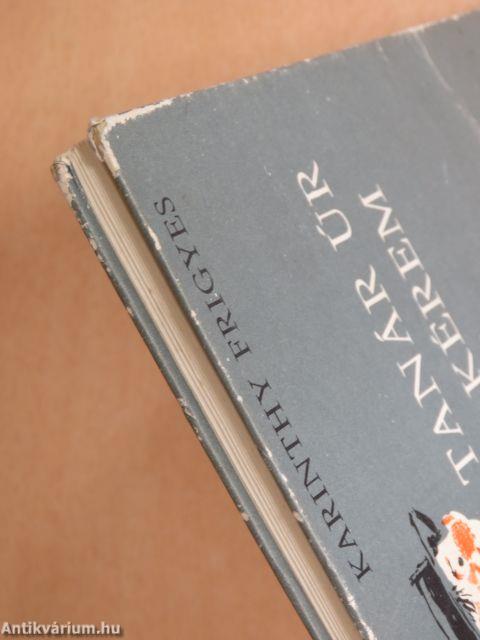 KARINTHY FRIGYES
TANÁR ÚR
KÉREM
Antikvárium.hu